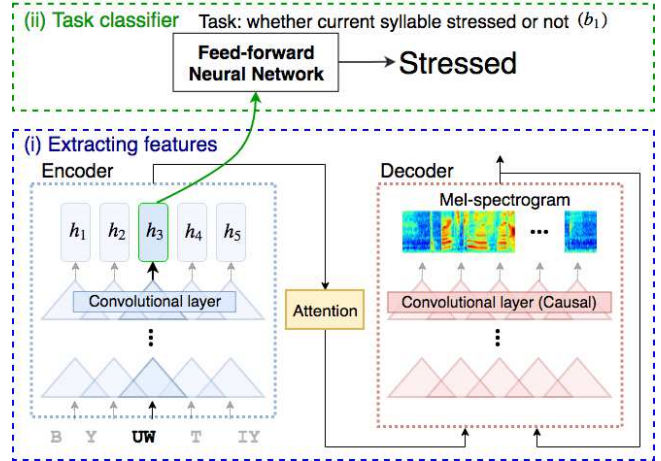 (ii) Task classifier Task: whether current syllable stressed or not (b₁)
Feed-forward
Neural Network
Stressed
(i) Extracting features
Encoder
h₁ h₂ h₃ h₄ h₅
Convolutional layer
...
B Y UW T IY
Attention
Decoder
Mel-spectrogram
...
Convolutional layer (Causal)
...